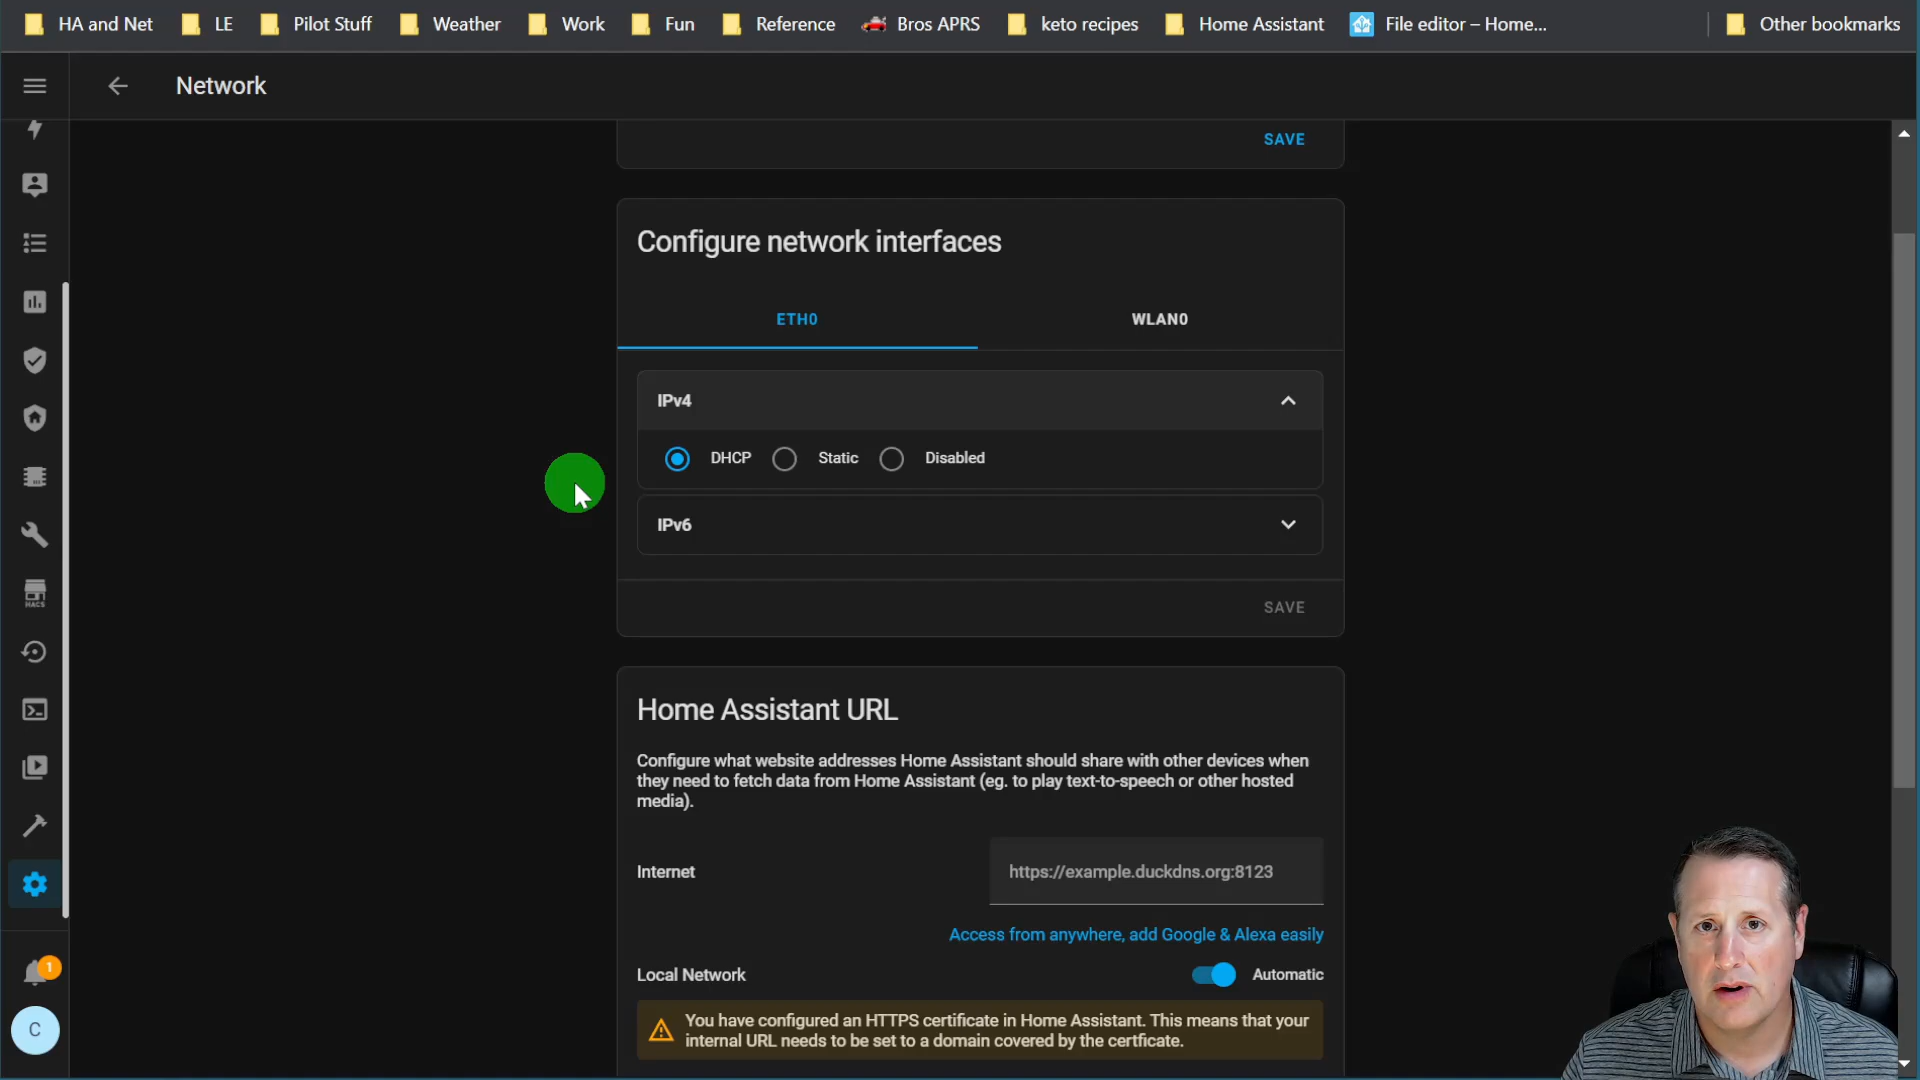 HA and Net LE Pilot Stuff Weather Work Fun Reference Bros APRS keto recipes Home Assistant File editor – Home... Other bookmarks
Network
SAVE
Configure network interfaces
ETH0 WLAN0
IPv4
DHCP Static Disabled
IPv6
HACS
SAVE
Home Assistant URL
Configure what website addresses Home Assistant should share with other devices when
they need to fetch data from Home Assistant (eg. to play text-to-speech or other hosted
media).
Internet https://example.duckdns.org:8123
Access from anywhere, add Google & Alexa easily
1
Local Network Automatic
C
You have configured an HTTPS certificate in Home Assistant. This means that your
internal URL needs to be set to a domain covered by the certficate.